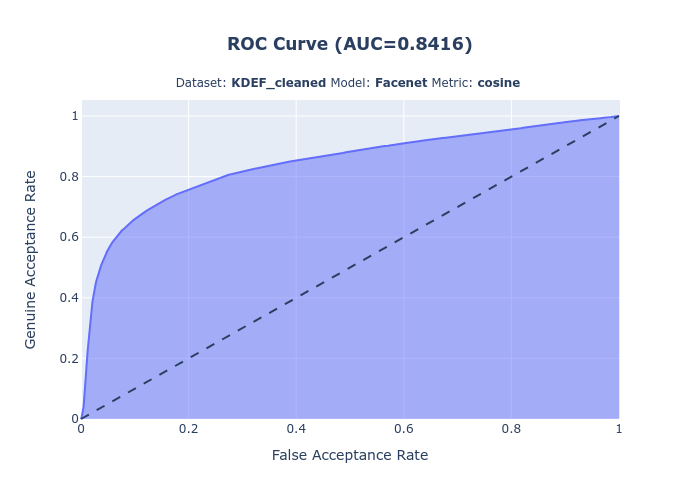 ROC Curve (AUC=0.8416)
Dataset: KDEF_cleaned Model: Facenet Metric: cosine
Genuine Acceptance Rate
1
0.8
0.6
0.4
0.2
0
0 0.2 0.4 0.6 0.8 1
False Acceptance Rate